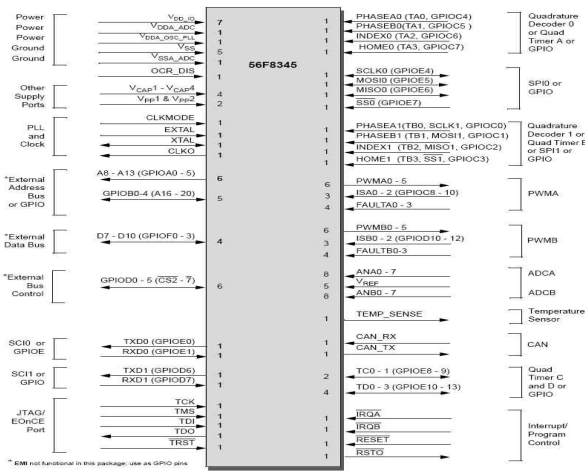 56F8345
Power
Power
Power
Ground
Ground
VDD_IO 7
VDDA_ADC 1
VDDA_OSC_PLL 1
VSS 5
VSSA_ADC 1
OCR_DIS 1
Other
Supply
Ports
VCAP1 - VCAP4 4
VPP1 & VPP2 2
PLL
and
Clock
CLKMODE 1
EXTAL 1
XTAL 1
CLKO 1
*External
Address
Bus
or GPIO
A8 - A13 (GPIOA0 - 5) 6
GPIOB0-4 (A16 - 20) 5
*External
Data Bus
D7 - D10 (GPIOF0 - 3) 4
*External
Bus
Control
GPIOD0 - 5 (CS2 - 7) 6
SCI0 or
GPIOE
TXD0 (GPIOE0) 1
RXD0 (GPIOE1) 1
SCI1 or
GPIO
TXD1 (GPIOD6) 1
RXD1 (GPIOD7) 1
JTAG/
EOnCE
Port
TCK 1
TMS 1
TDI 1
TDO 1
TRST 1
* EMI not functional in this package; use as GPIO pins
1 PHASEA0 (TA0, GPIOC4)
1 PHASEB0(TA1, GPIOC5 )
1 INDEX0 (TA2, GPIOC6)
1 HOME0 (TA3, GPIOC7)
Quadrature
Decoder 0
or Quad
Timer A or
GPIO
1 SCLK0 (GPIOE4)
1 MOSI0 (GPIOE5)
1 MISO0 (GPIOE6)
1 SS0 (GPIOE7)
SPI0 or
GPIO
1 PHASEA1(TB0, SCLK1, GPIOC0)
1 PHASEB1 (TB1, MOSI1, GPIOC1)
1 INDEX1 (TB2, MISO1, GPIOC2)
1 HOME1 (TB3, SS1, GPIOC3)
Quadrature
Decoder 1 or
Quad Timer B
or SPI1 or
GPIO
6 PWMA0 - 5
3 ISA0 - 2 (GPIOC8 - 10)
4 FAULTA0 - 3
PWMA
6 PWMB0 - 5
3 ISB0 - 2 (GPIOD10 - 12)
4 FAULTB0-3
PWMB
8 ANA0 - 7
5 VREF
8 ANB0 - 7
ADCA
ADCB
1 TEMP_SENSE
Temperature
Sensor
1 CAN_RX
1 CAN_TX
CAN
2 TC0 - 1 (GPIOE8 - 9)
4 TD0 - 3 (GPIOE10 - 13)
Quad
Timer C
and D or
GPIO
1 IRQA
1 IRQB
1 RESET
1 RSTO
Interrupt/
Program
Control